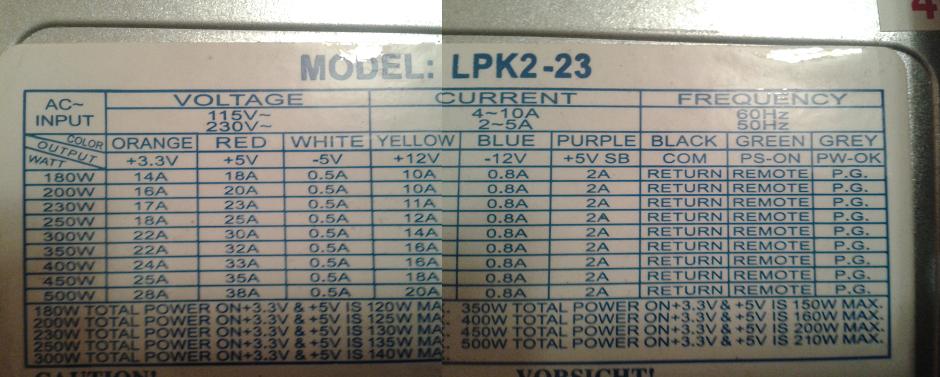 4
MODEL: LPK2-23
AC~ INPUT VOLTAGE CURRENT FREQUENCY
115V~ 4~10A 60Hz
230V~ 2~5A 50Hz
COLOR ORANGE RED WHITE YELLOW BLUE PURPLE BLACK GREEN GREY
OUTPUT WATT +3.3V +5V -5V +12V -12V +5V SB COM PS-ON PW-OK
180W 14A 18A 0.5A 10A 0.8A 2A RETURN REMOTE P.G.
200W 16A 20A 0.5A 10A 0.8A 2A RETURN REMOTE P.G.
230W 17A 23A 0.5A 11A 0.8A 2A RETURN REMOTE P.G.
250W 18A 25A 0.5A 12A 0.8A 2A RETURN REMOTE P.G.
300W 22A 30A 0.5A 14A 0.8A 2A RETURN REMOTE P.G.
350W 22A 32A 0.5A 16A 0.8A 2A RETURN REMOTE P.G.
400W 24A 33A 0.5A 16A 0.8A 2A RETURN REMOTE P.G.
450W 25A 35A 0.5A 18A 0.8A 2A RETURN REMOTE P.G.
500W 28A 38A 0.5A 20A 0.8A 2A RETURN REMOTE P.G.
180W TOTAL POWER ON+3.3V & +5V IS 120W MA 350W TOTAL POWER ON+3.3V & +5V IS 150W MAX.
200W TOTAL POWER ON+3.3V & +5V IS 125W MA 400W TOTAL POWER ON+3.3V & +5V IS 160W MAX.
230W TOTAL POWER ON+3.3V & +5V IS 130W MA 450W TOTAL POWER ON+3.3V & +5V IS 200W MAX.
250W TOTAL POWER ON+3.3V & +5V IS 135W MA 500W TOTAL POWER ON+3.3V & +5V IS 210W MAX.
300W TOTAL POWER ON+3.3V & +5V IS 140W MA
CAUTION! VORSICHT!